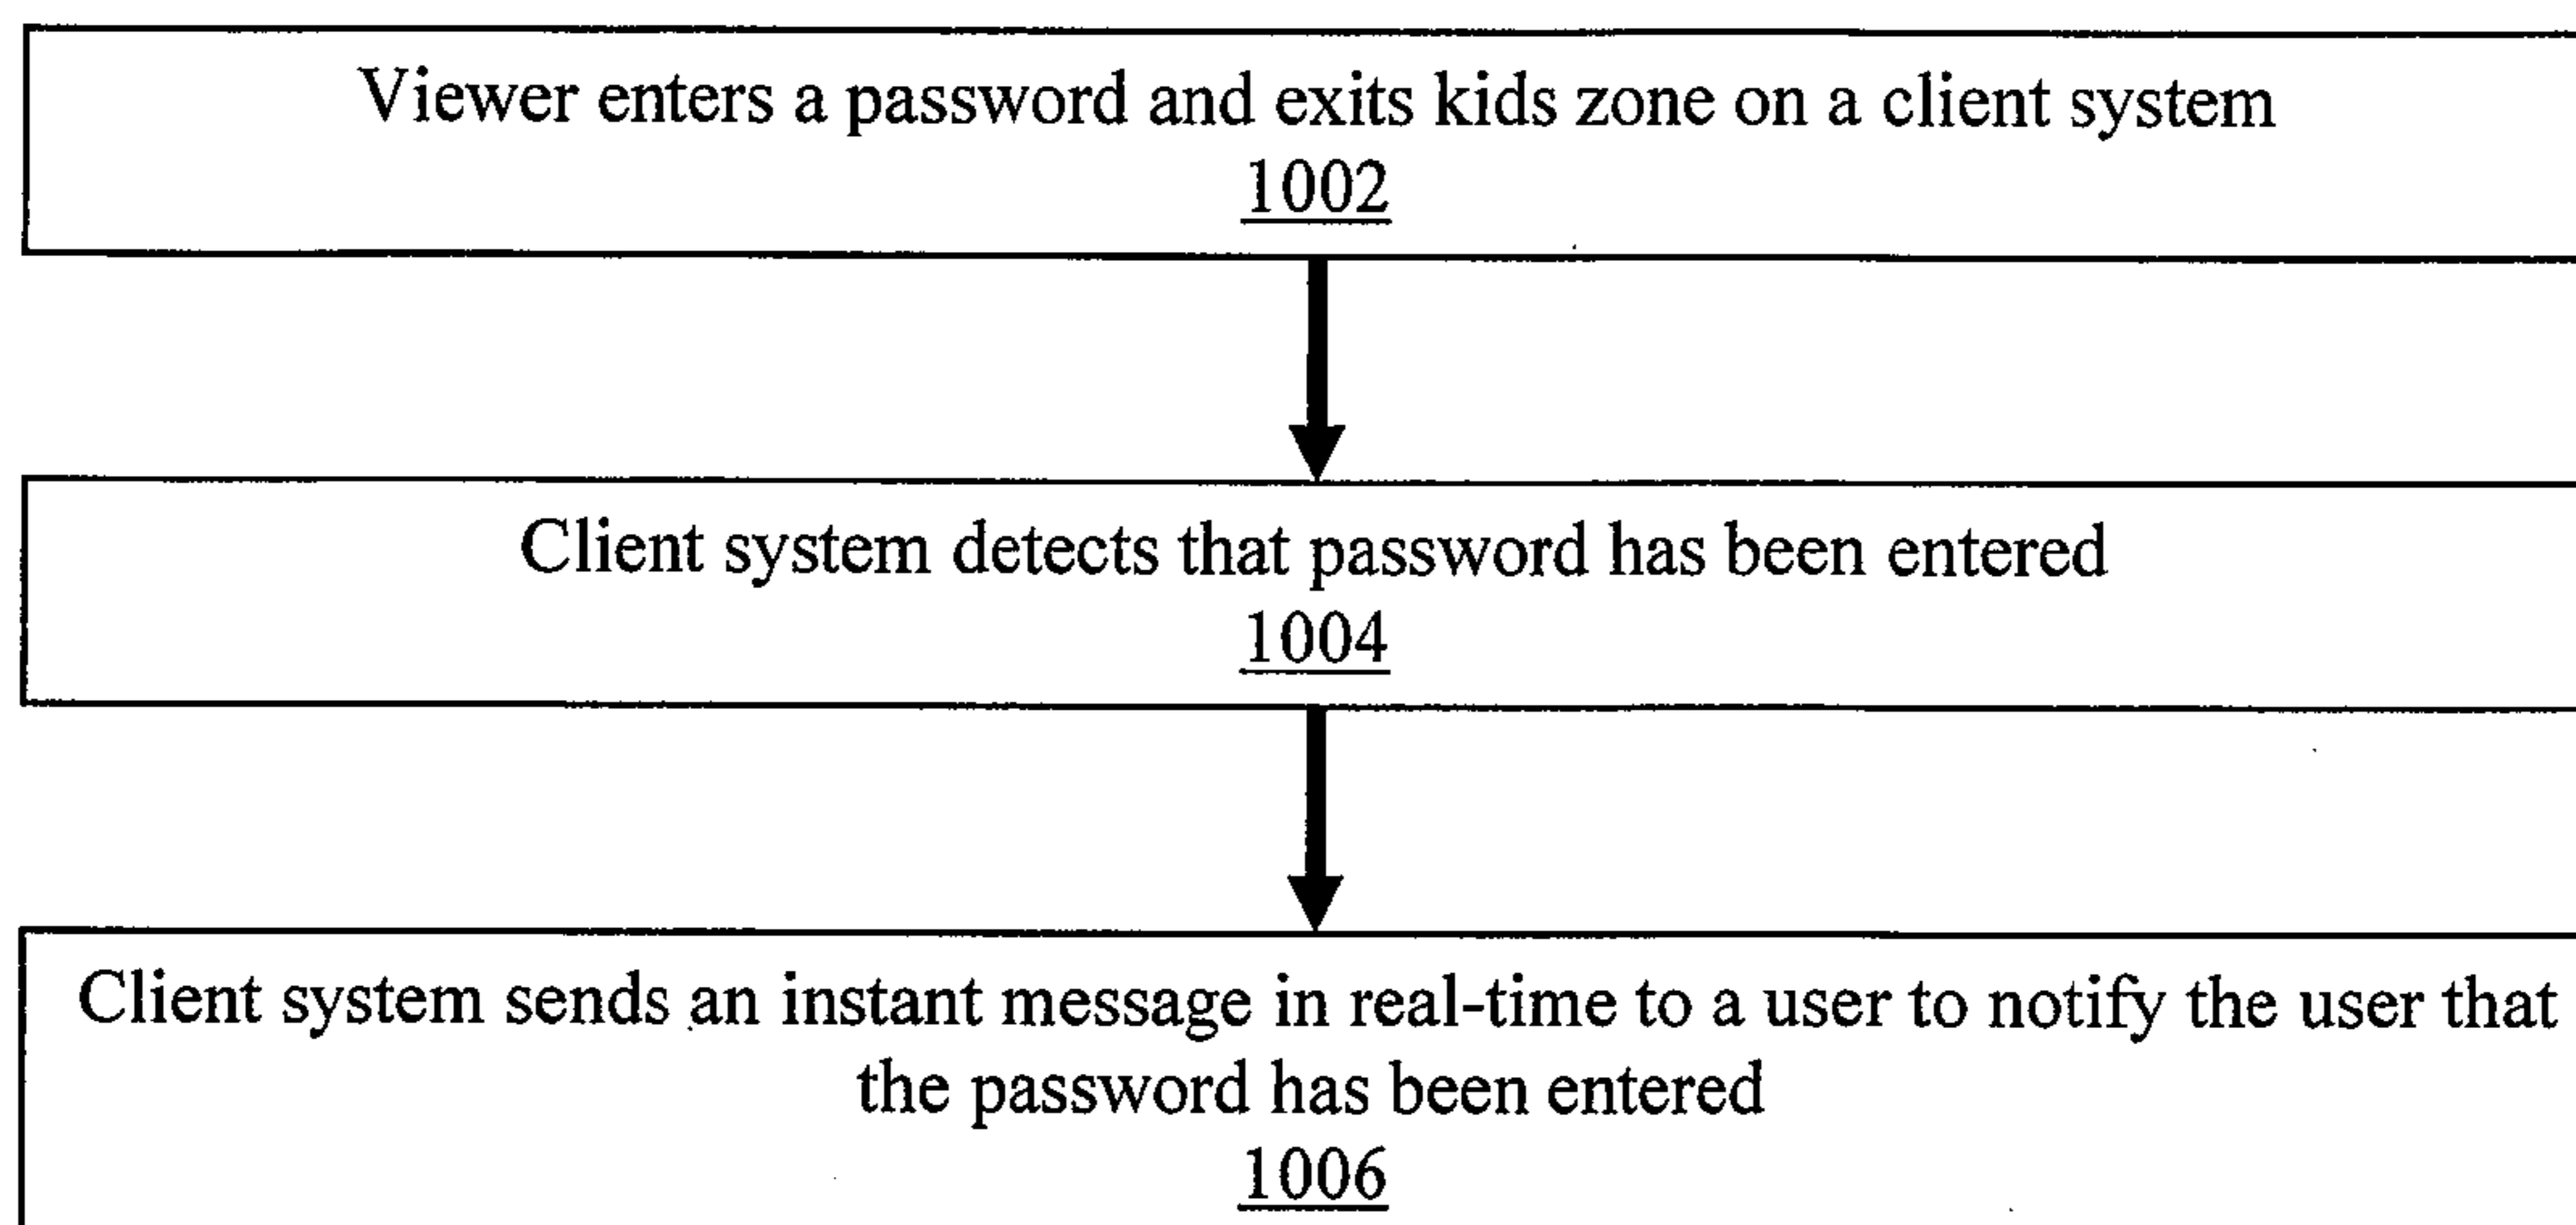 Viewer enters a password and exits kids zone on a client system
1002
Client system detects that password has been entered
1004
Client system sends an instant message in real-time to a user to notify the user that
the password has been entered
1006